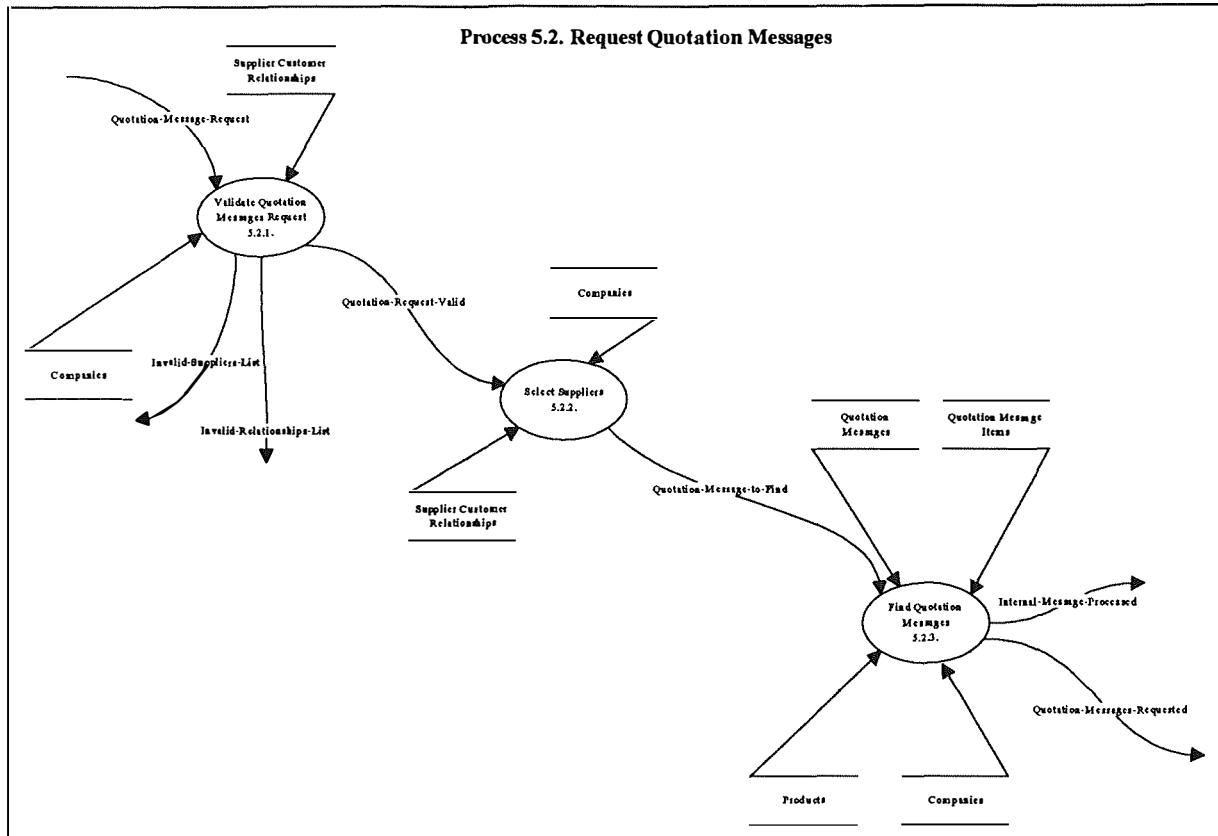 Process 5.2. Request Quotation Messages
Supplier Customer
Relationships
Quotation-Message-Request
Validate Quotation
Messages Request
5.2.1.
Companies
Quotation-Request-Valid
Companies
Invalid-Suppliers-List
Invalid-Relationships-List
Select Suppliers
5.2.2.
Supplier Customer
Relationships
Quotation-Message-to-Find
Quotation
Messages
Quotation Message
Items
Find Quotation
Messages
5.2.3.
Internal-Message-Processed
Quotation-Messages-Requested
Products
Companies